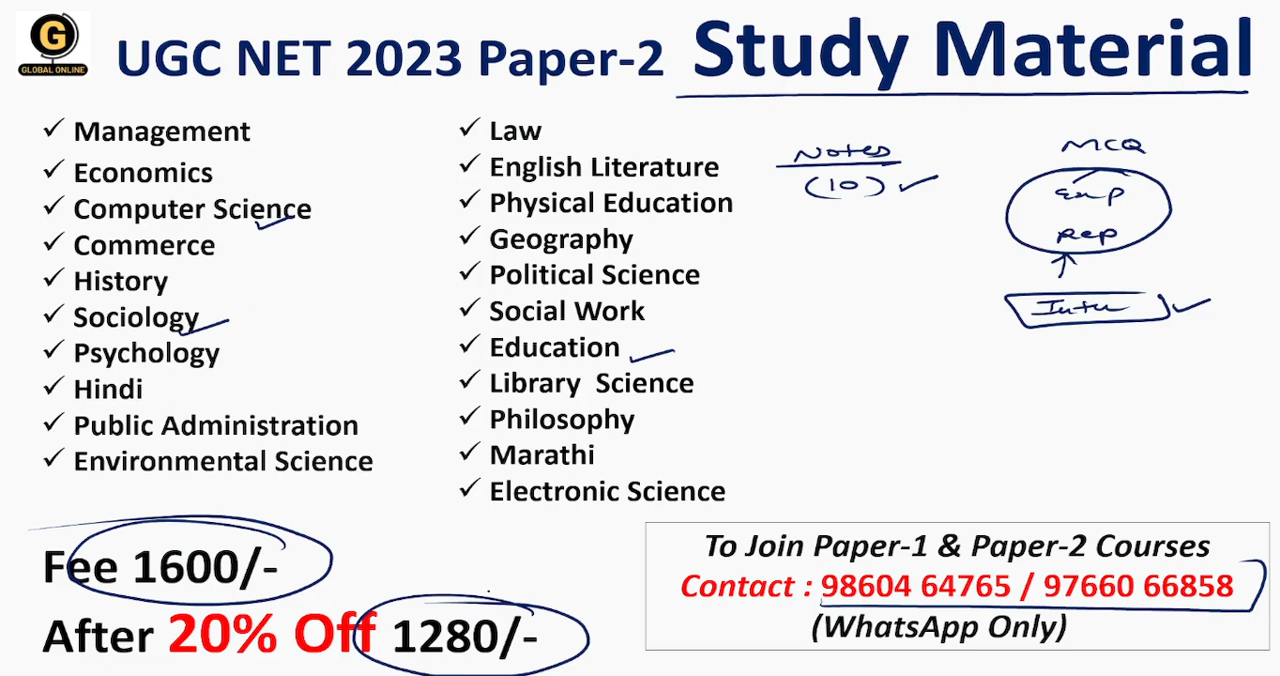 G
GLOBAL ONLINE
UGC NET 2023 Paper-2 Study Material
Management
Economics
Computer Science
Commerce
History
Sociology
Psychology
Hindi
Public Administration
Environmental Science
Law
English Literature
Physical Education
Geography
Political Science
Social Work
Education
Library Science
Philosophy
Marathi
Electronic Science
Notes
(10)
MCQ
Exp
Rep
Fee 1600/-
After 20% Off 1280/-
To Join Paper-1 & Paper-2 Courses
Contact : 98604 64765 / 97660 66858
(WhatsApp Only)